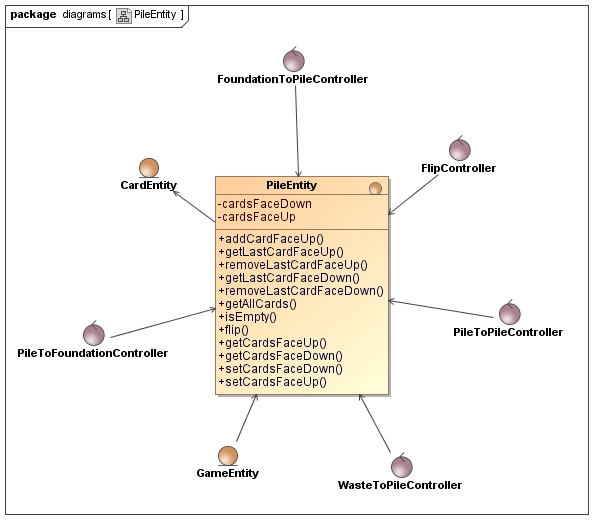 package diagrams [ PileEntity ]
FoundationToPileController
FlipController
CardEntity
PileEntity
-cardsFaceDown
-cardsFaceUp
+addCardFaceUp()
+getLastCardFaceUp()
+removeLastCardFaceUp()
+getLastCardFaceDown()
+removeLastCardFaceDown()
+getAllCards()
+isEmpty()
+flip()
+getCardsFaceUp()
+getCardsFaceDown()
+setCardsFaceDown()
+setCardsFaceUp()
PileToPileController
PileToFoundationController
GameEntity
WasteToPileController